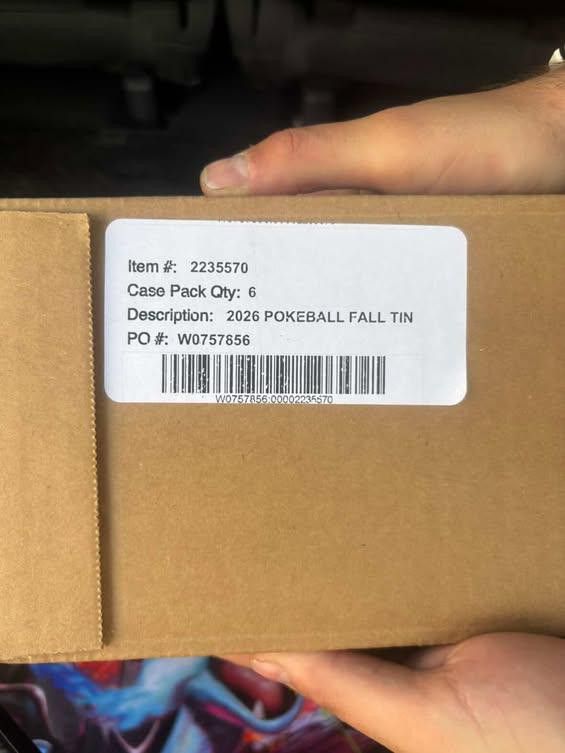 Item #: 2235570
Case Pack Qty: 6
Description: 2026 POKEBALL FALL TIN
PO #: W0757856
W0757856:00002235570